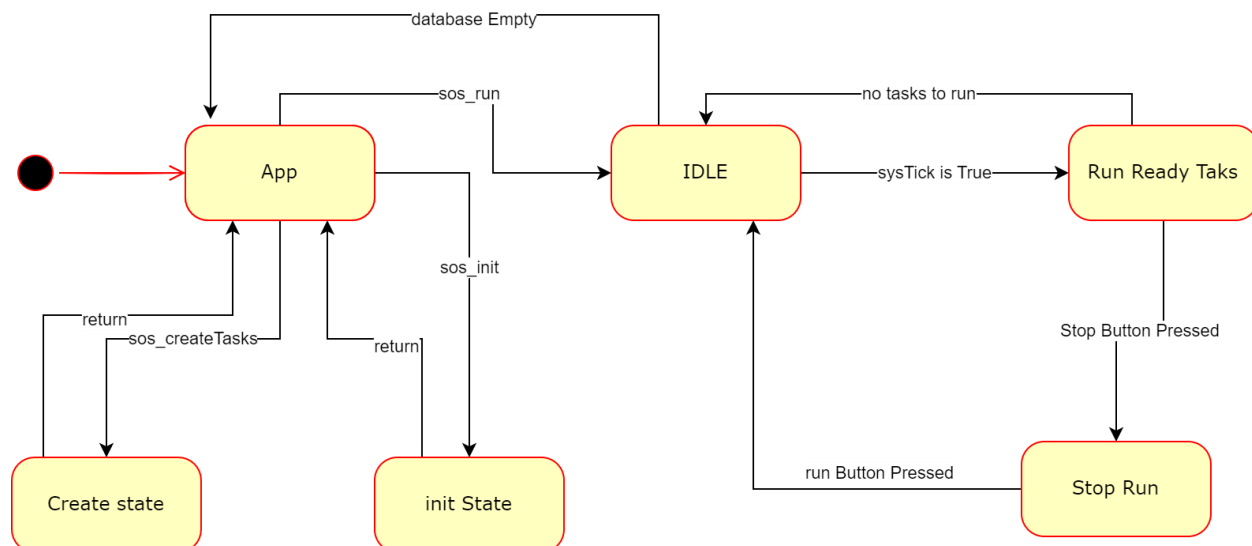 database Empty
sos_run
no tasks to run
App
IDLE
sysTick is True
Run Ready Taks
sos_init
return
sos_createTasks
return
Stop Button Pressed
run Button Pressed
Create state
init State
Stop Run